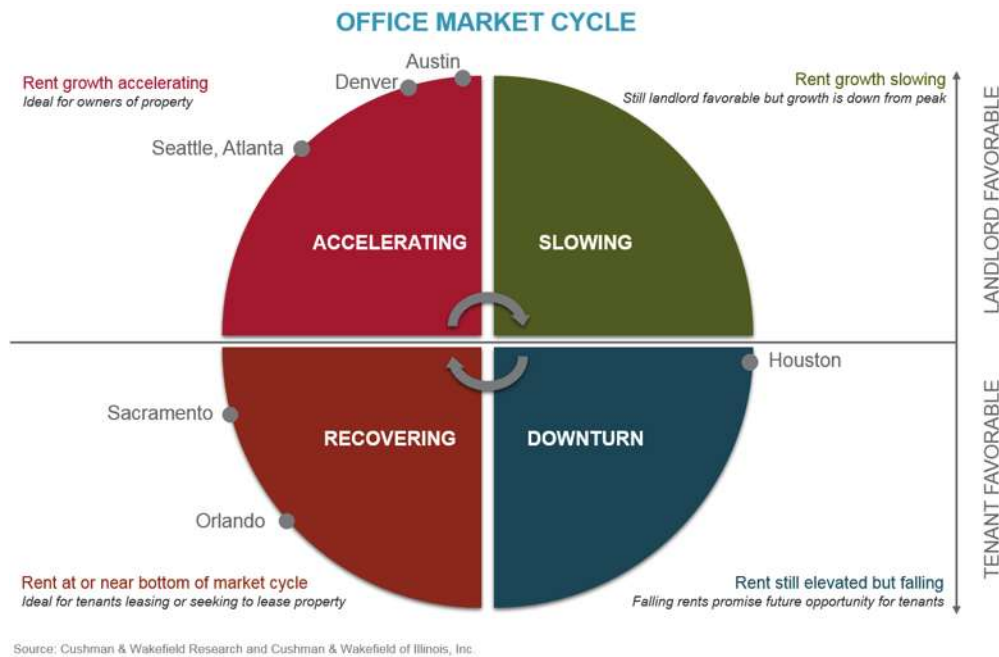 OFFICE MARKET CYCLE
Austin
Denver
Rent growth accelerating
Ideal for owners of property
Rent growth slowing
Still landlord favorable but growth is down from peak
Seattle, Atlanta
ACCELERATING
SLOWING
LANDLORD FAVORABLE
Houston
Sacramento
RECOVERING
DOWNTURN
TENANT FAVORABLE
Orlando
Rent at or near bottom of market cycle
Ideal for tenants leasing or seeking to lease property
Rent still elevated but falling
Falling rents promise future opportunity for tenants
Source: Cushman & Wakefield Research and Cushman & Wakefield of Illinois, Inc.